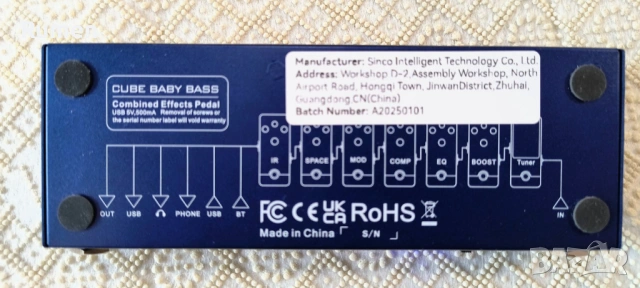 Manufacturer: Sinco Intelligent Technology Co., Ltd.
Address: Workshop D-2, Assembly Workshop, North
Airport Road, Hongqi Town, JinwanDistrict, Zhuhai,
Guangdong,CN(China)
Batch Number: A20250101
CUBE BABY BASS
Combined Effects Pedal
USB 5V,500mA Removal of screws or
the serial number label will void warranty
IR SPACE MOD COMP EQ BOOST Tuner
OUT USB PHONE USB BT IN
FC CE UK CA RoHS
Made in China S/N
bazar.bg